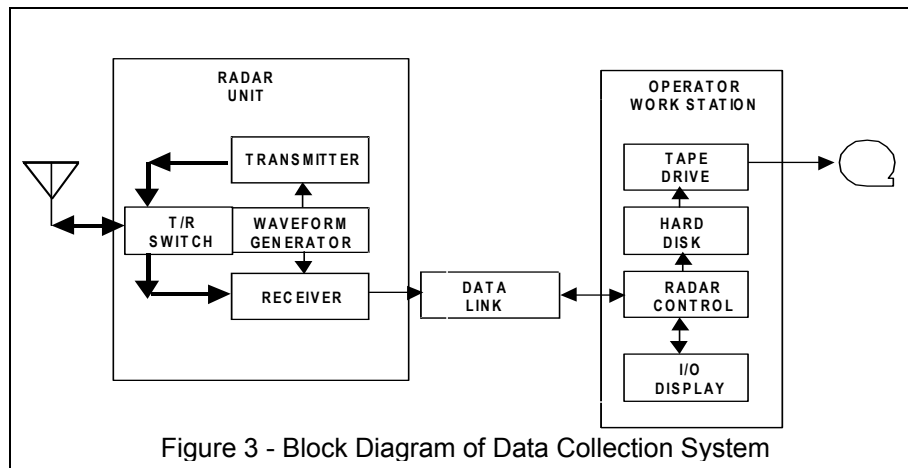 RADAR
UNIT
TRANSMITTER
T/R
SWITCH
WAVEFORM
GENERATOR
RECEIVER
DATA
LINK
OPERATOR
WORK STATION
TAPE
DRIVE
HARD
DISK
RADAR
CONTROL
I/O
DISPLAY
Figure 3 - Block Diagram of Data Collection System